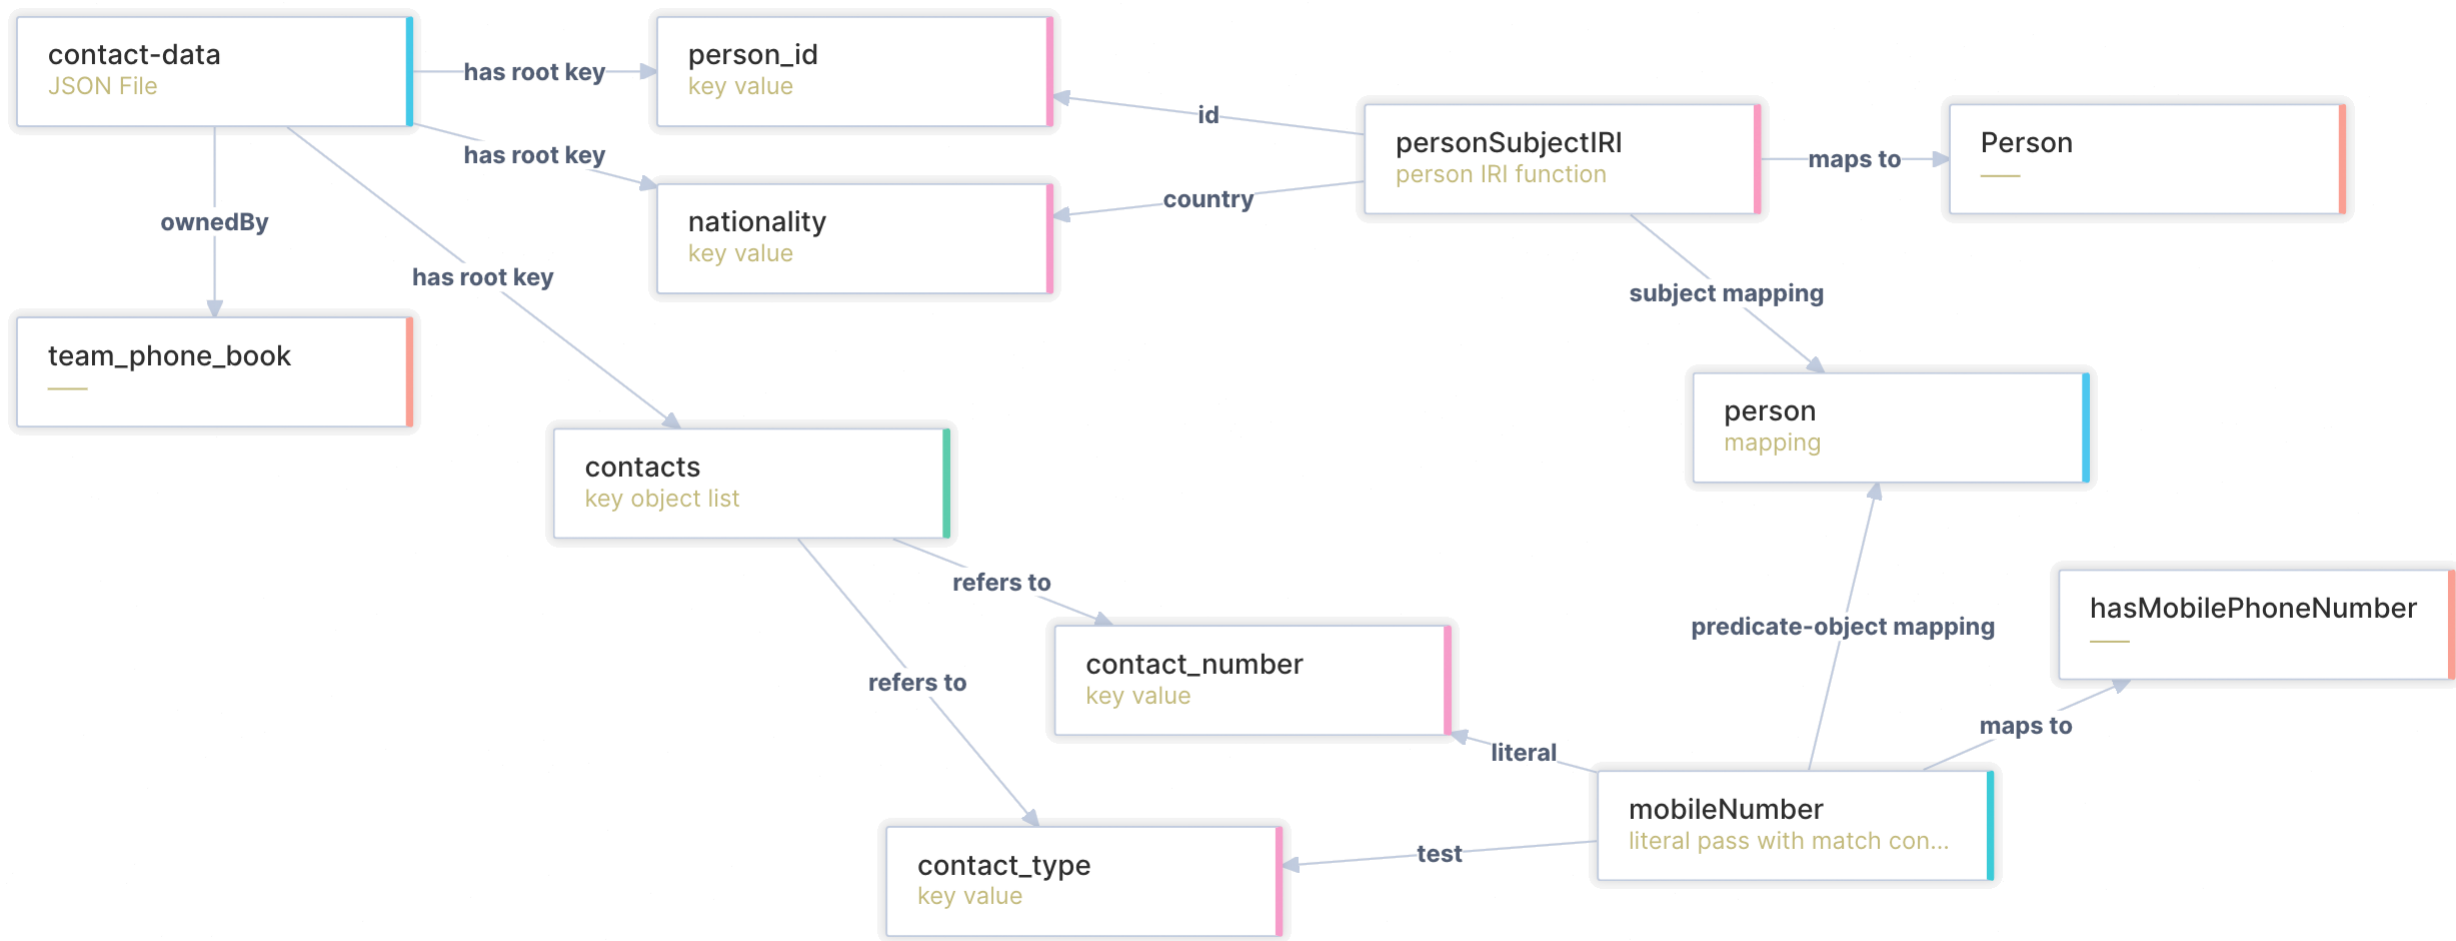 contact-data
JSON File
has root key
person_id
key value
id
has root key
personSubjectIRI
person IRI function
maps to
Person
country
nationality
key value
ownedBy
has root key
subject mapping
team_phone_book
person
mapping
contacts
key object list
refers to
predicate-object mapping
hasMobilePhoneNumber
contact_number
key value
refers to
maps to
literal
mobileNumber
literal pass with match con...
test
contact_type
key value